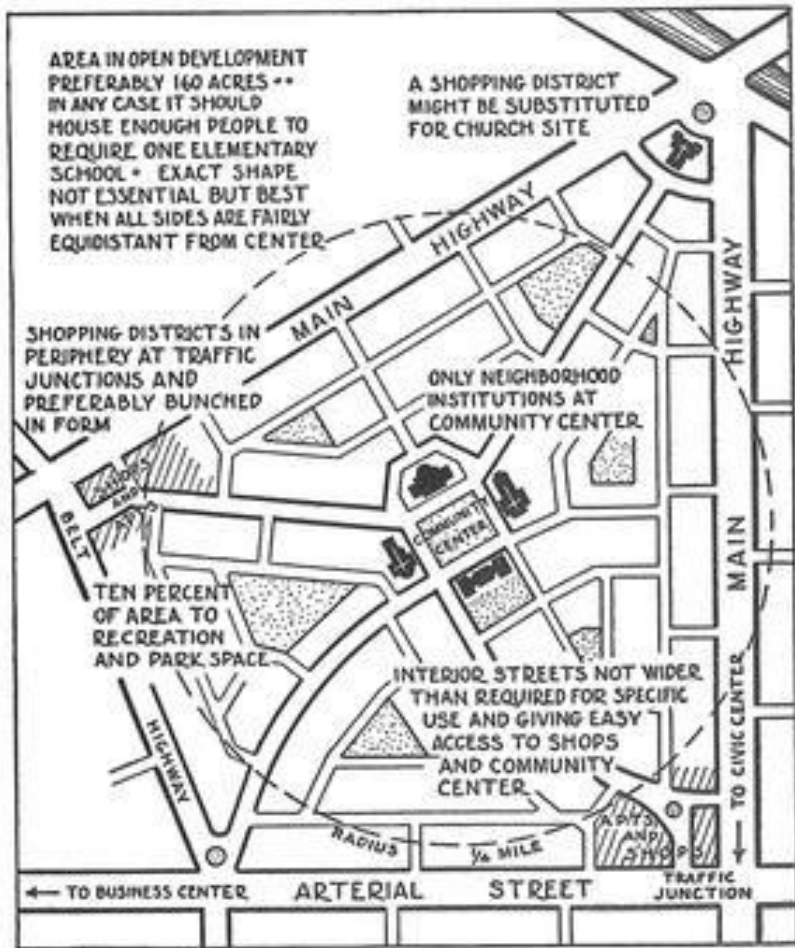 AREA IN OPEN DEVELOPMENT
PREFERABLY 160 ACRES ••
IN ANY CASE IT SHOULD
HOUSE ENOUGH PEOPLE TO
REQUIRE ONE ELEMENTARY
SCHOOL • EXACT SHAPE
NOT ESSENTIAL BUT BEST
WHEN ALL SIDES ARE FAIRLY
EQUIDISTANT FROM CENTER
A SHOPPING DISTRICT
MIGHT BE SUBSTITUTED
FOR CHURCH SITE
MAIN HIGHWAY
SHOPPING DISTRICTS IN
PERIPHERY AT TRAFFIC
JUNCTIONS AND
PREFERABLY BUNCHED
IN FORM
ONLY NEIGHBORHOOD
INSTITUTIONS AT
COMMUNITY CENTER
MAIN HIGHWAY
SHOPS
AND
APTS
BELT HIGHWAY
COMMUNITY
CENTER
TEN PERCENT
OF AREA TO
RECREATION
AND PARK SPACE
INTERIOR STREETS NOT WIDER
THAN REQUIRED FOR SPECIFIC
USE AND GIVING EASY
ACCESS TO SHOPS
AND COMMUNITY
CENTER
TO CIVIC CENTER
APTS
AND
SHOPS
RADIUS ¼ MILE
TRAFFIC
JUNCTION
← TO BUSINESS CENTER
ARTERIAL STREET